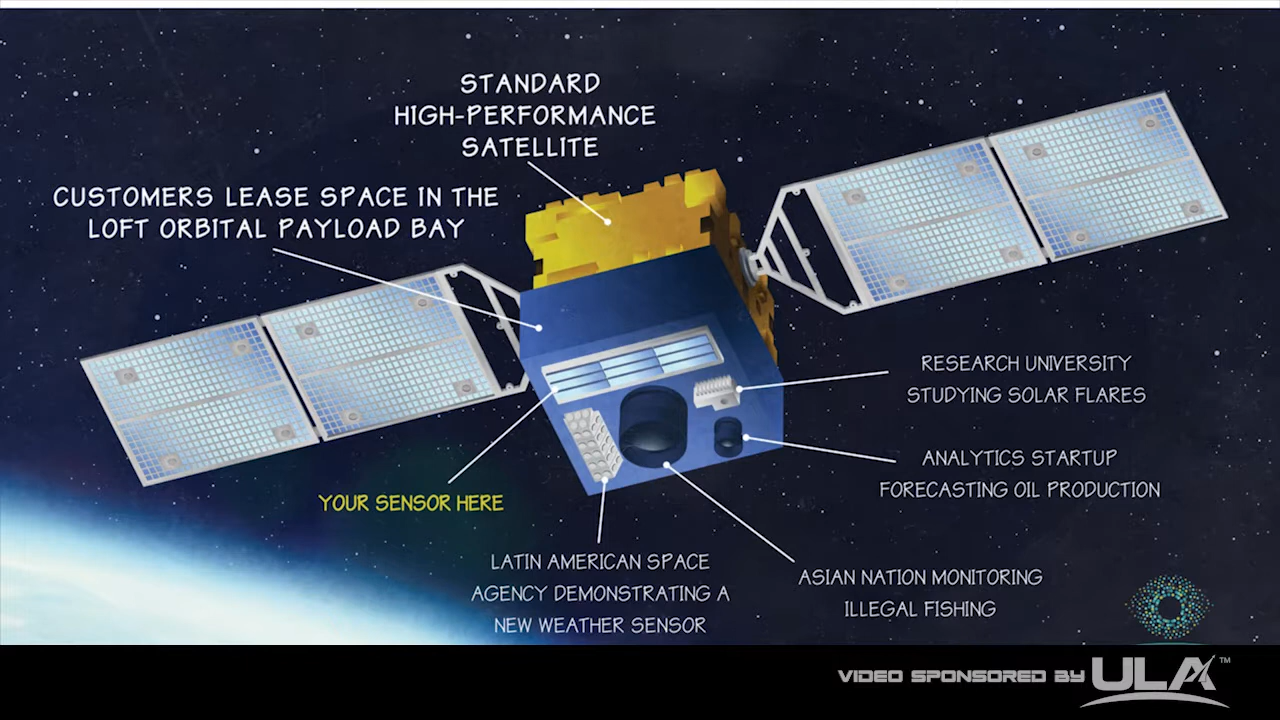 STANDARD
HIGH-PERFORMANCE
SATELLITE
CUSTOMERS LEASE SPACE IN THE
LOFT ORBITAL PAYLOAD BAY
RESEARCH UNIVERSITY
STUDYING SOLAR FLARES
ANALYTICS STARTUP
FORECASTING OIL PRODUCTION
YOUR SENSOR HERE
LATIN AMERICAN SPACE
AGENCY DEMONSTRATING A
NEW WEATHER SENSOR
ASIAN NATION MONITORING
ILLEGAL FISHING
VIDEO SPONSORED BY ULA™